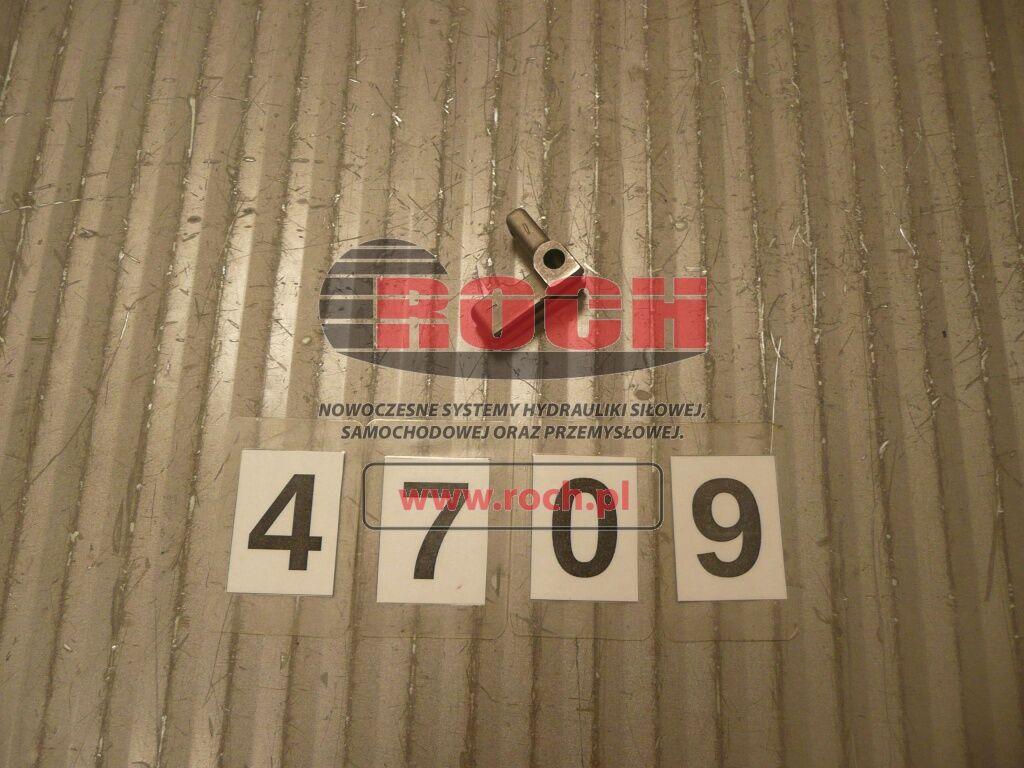 ROCH
NOWOCZESNE SYSTEMY HYDRAULIKI SIŁOWEJ,
SAMOCHODOWEJ ORAZ PRZEMYSŁOWEJ.
www.roch.pl
4 7 0 9